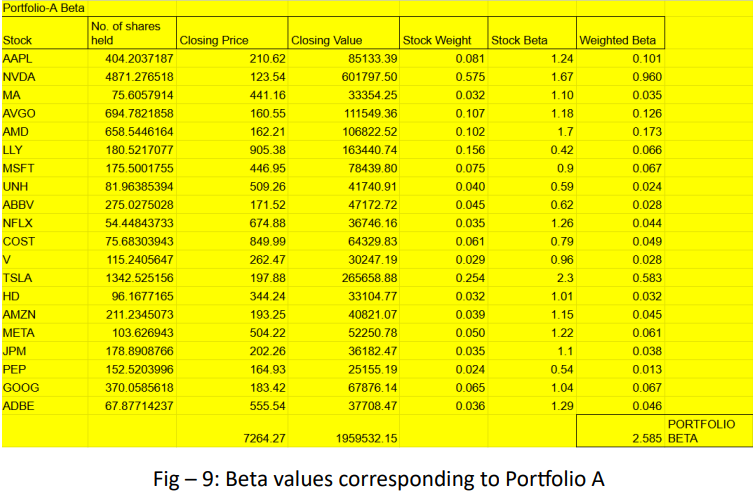 Portfolio-A Beta
Stock No. of shares held Closing Price Closing Value Stock Weight Stock Beta Weighted Beta
AAPL 404.2037187 210.62 85133.39 0.081 1.24 0.101
NVDA 4871.276518 123.54 601797.50 0.575 1.67 0.960
MA 75.6057914 441.16 33354.25 0.032 1.10 0.035
AVGO 694.7821858 160.55 111549.36 0.107 1.18 0.126
AMD 658.5446164 162.21 106822.52 0.102 1.7 0.173
LLY 180.5217077 905.38 163440.74 0.156 0.42 0.066
MSFT 175.5001755 446.95 78439.80 0.075 0.9 0.067
UNH 81.96385394 509.26 41740.91 0.040 0.59 0.024
ABBV 275.0275028 171.52 47172.72 0.045 0.62 0.028
NFLX 54.44843733 674.88 36746.16 0.035 1.26 0.044
COST 75.68303943 849.99 64329.83 0.061 0.79 0.049
V 115.2405647 262.47 30247.19 0.029 0.96 0.028
TSLA 1342.525156 197.88 265658.88 0.254 2.3 0.583
HD 96.1677165 344.24 33104.77 0.032 1.01 0.032
AMZN 211.2345073 193.25 40821.07 0.039 1.15 0.045
META 103.626943 504.22 52250.78 0.050 1.22 0.061
JPM 178.8908766 202.26 36182.47 0.035 1.1 0.038
PEP 152.5203996 164.93 25155.19 0.024 0.54 0.013
GOOG 370.0585618 183.42 67876.14 0.065 1.04 0.067
ADBE 67.87714237 555.54 37708.47 0.036 1.29 0.046
7264.27 1959532.15 2.585 PORTFOLIO BETA
Fig – 9: Beta values corresponding to Portfolio A